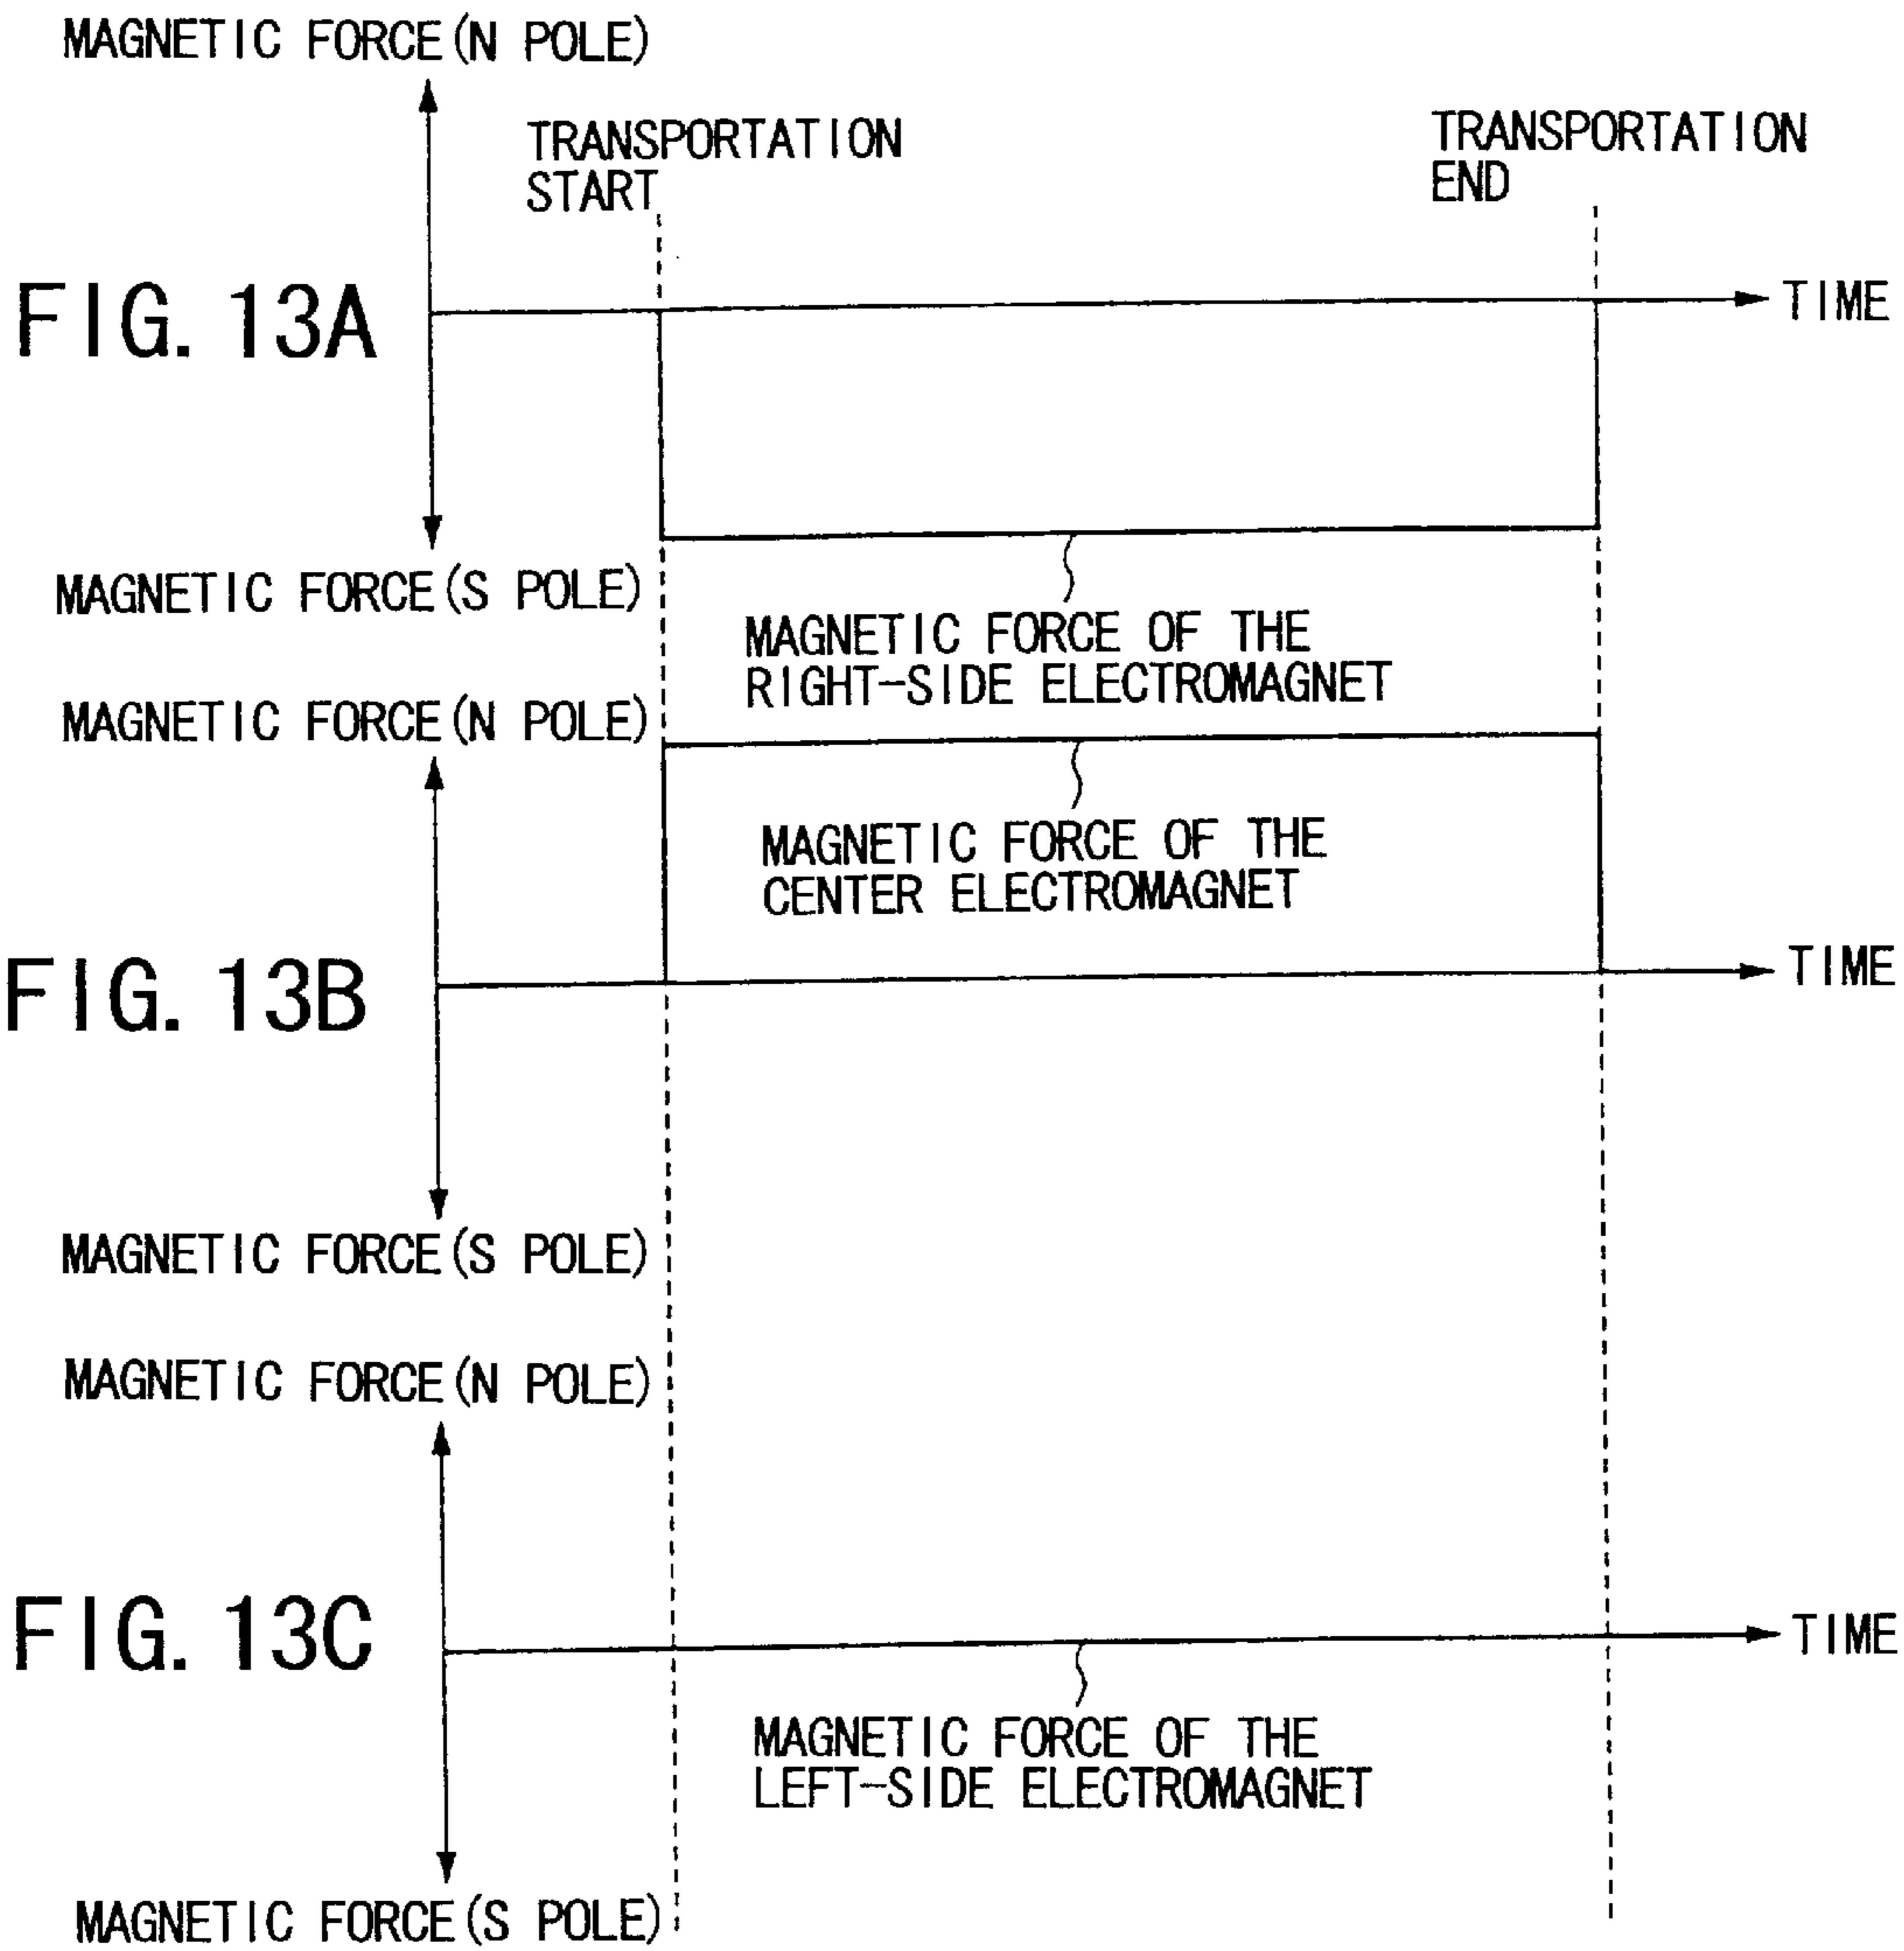 MAGNETIC FORCE(N POLE)
TRANSPORTATION
START
TRANSPORTATION
END
FIG. 13A
TIME
MAGNETIC FORCE(S POLE)
MAGNETIC FORCE OF THE
RIGHT-SIDE ELECTROMAGNET
MAGNETIC FORCE(N POLE)
MAGNETIC FORCE OF THE
CENTER ELECTROMAGNET
FIG. 13B
TIME
MAGNETIC FORCE(S POLE)
MAGNETIC FORCE(N POLE)
FIG. 13C
TIME
MAGNETIC FORCE OF THE
LEFT-SIDE ELECTROMAGNET
MAGNETIC FORCE(S POLE)